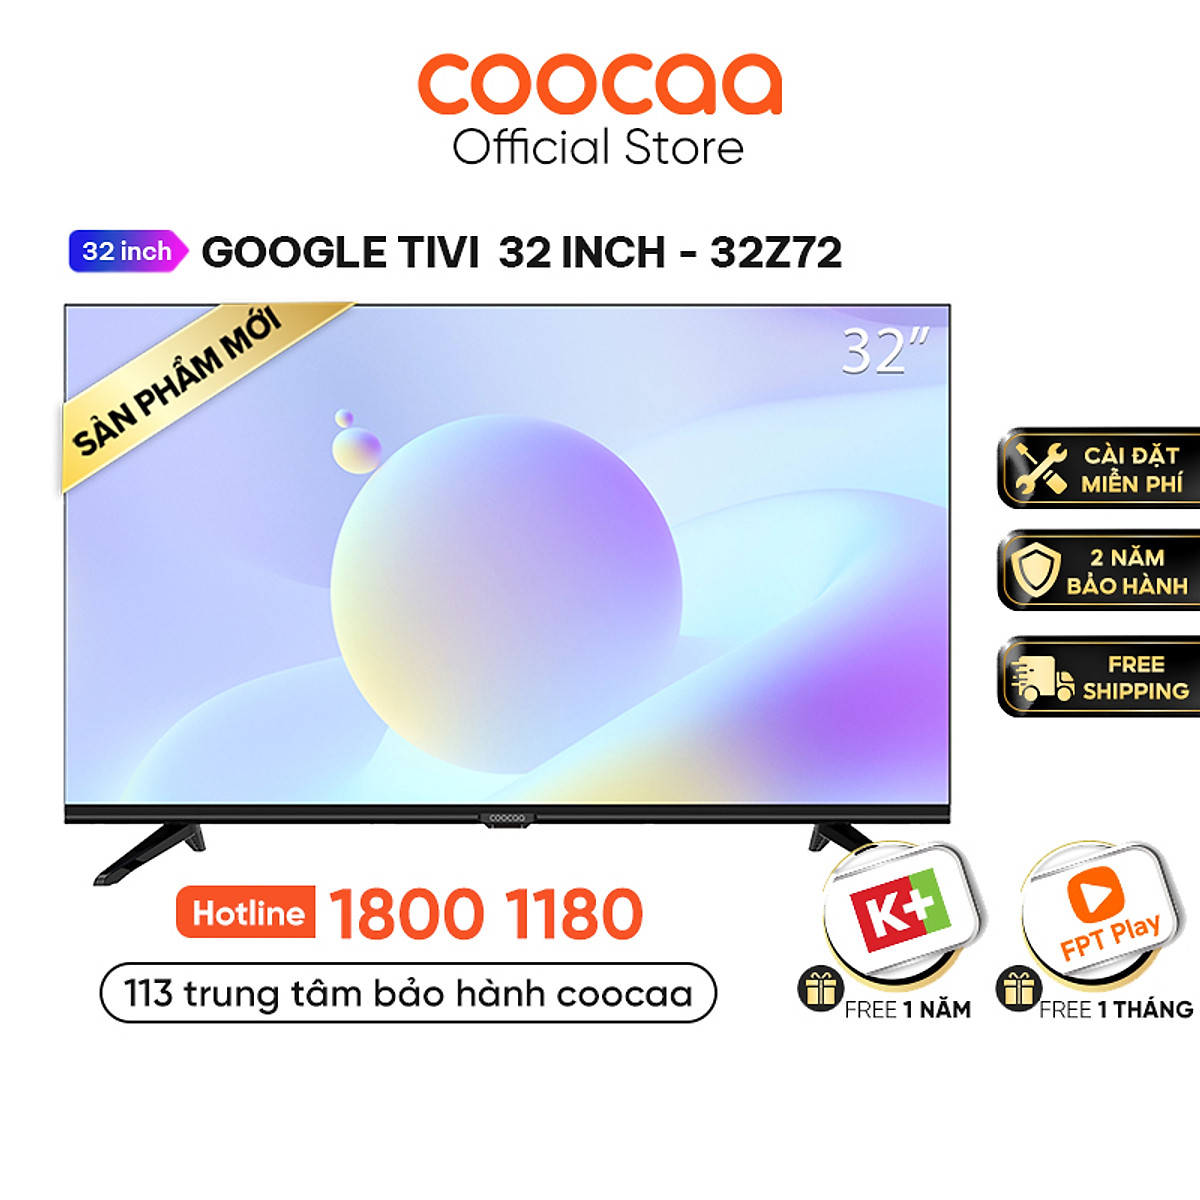 coocaa
Official Store
32 inch
GOOGLE TIVI 32 INCH - 32Z72
SẢN PHẨM MỚI
32”
CÀI ĐẶT
MIỄN PHÍ
2 NĂM
BẢO HÀNH
FREE
SHIPPING
coocaa
Hotline 1800 1180
113 trung tâm bảo hành coocaa
K+
FREE 1 NĂM
FPT Play
FREE 1 THÁNG